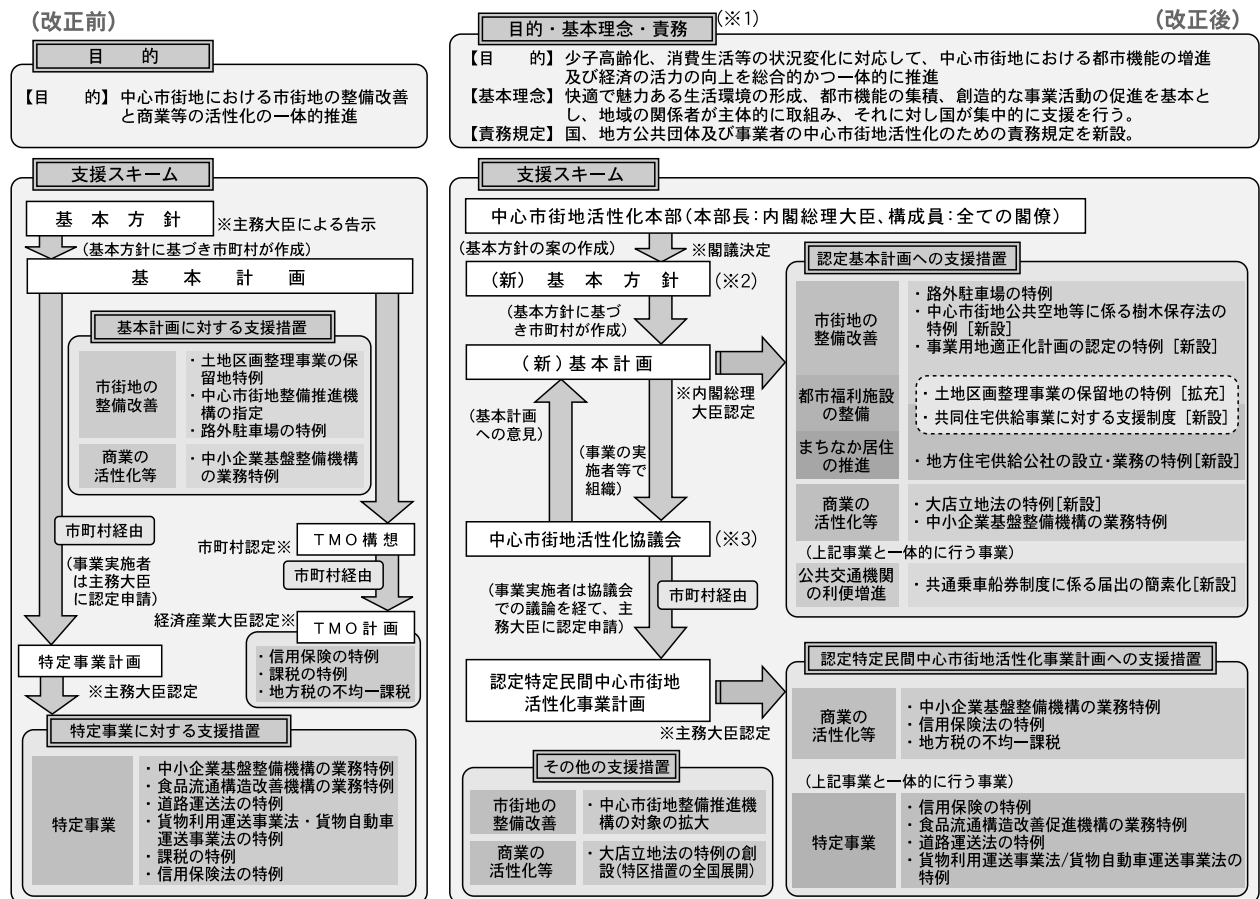 (改正前)
目　的
【目　的】中心市街地における市街地の整備改善
と商業等の活性化の一体的推進
支援スキーム
基本方針
※主務大臣による告示
(基本方針に基づき市町村が作成)
基本計画
基本計画に対する支援措置
市街地の
整備改善
・土地区画整理事業の保
留地特例
・中心市街地整備推進機
構の指定
・路外駐車場の特例
商業の
活性化等
・中小企業基盤整備機構
の業務特例
市町村経由
(事業実施者
は主務大臣
に認定申請)
市町村認定※
TMO構想
市町村経由
経済産業大臣認定※
TMO計画
・信用保険の特例
・課税の特例
・地方税の不均一課税
特定事業計画
※主務大臣認定
特定事業に対する支援措置
特定事業
・中小企業基盤整備機構の業務特例
・食品流通構造改善機構の業務特例
・道路運送法の特例
・貨物利用運送事業法・貨物自動車
運送事業法の特例
・課税の特例
・信用保険法の特例
(改正後)
目的・基本理念・責務
(※1)
【目　的】少子高齢化、消費生活等の状況変化に対応して、中心市街地における都市機能の増進
及び経済の活力の向上を総合的かつ一体的に推進
【基本理念】快適で魅力ある生活環境の形成、都市機能の集積、創造的な事業活動の促進を基本と
し、地域の関係者が主体的に取組み、それに対し国が集中的に支援を行う。
【責務規定】国、地方公共団体及び事業者の中心市街地活性化のための責務規定を新設。
支援スキーム
中心市街地活性化本部(本部長:内閣総理大臣、構成員:全ての閣僚)
(基本方針の案の作成)
※閣議決定
(新)基本方針
(※2)
(基本方針に基づ
き市町村が作成)
(新)基本計画
※内閣総理
大臣認定
(基本計画
への意見)
(事業の実
施者等で
組織)
中心市街地活性化協議会
(※3)
(事業実施者は協議会
での議論を経て、主
務大臣に認定申請)
市町村経由
認定特定民間中心市街地
活性化事業計画
※主務大臣認定
その他の支援措置
市街地の
整備改善
・中心市街地整備推進機
構の対象の拡大
商業の
活性化等
・大店立地法の特例の創
設(特区措置の全国展開)
認定基本計画への支援措置
市街地の
整備改善
・路外駐車場の特例
・中心市街地公共空地等に係る樹木保存法の
特例［新設］
・事業用地適正化計画の認定の特例［新設］
都市福利施設
の整備
・土地区画整理事業の保留地の特例［拡充］
・共同住宅供給事業に対する支援制度［新設］
まちなか居住
の推進
・地方住宅供給公社の設立・業務の特例[新設]
商業の
活性化等
・大店立地法の特例[新設]
・中小企業基盤整備機構の業務特例
(上記事業と一体的に行う事業)
公共交通機関
の利便増進
・共通乗車船券制度に係る届出の簡素化[新設]
認定特定民間中心市街地活性化事業計画への支援措置
商業の
活性化等
・中小企業基盤整備機構の業務特例
・信用保険法の特例
・地方税の不均一課税
(上記事業と一体的に行う事業)
特定事業
・信用保険の特例
・食品流通構造改善促進機構の業務特例
・道路運送法の特例
・貨物利用運送事業法/貨物自動車運送事業法の
特例